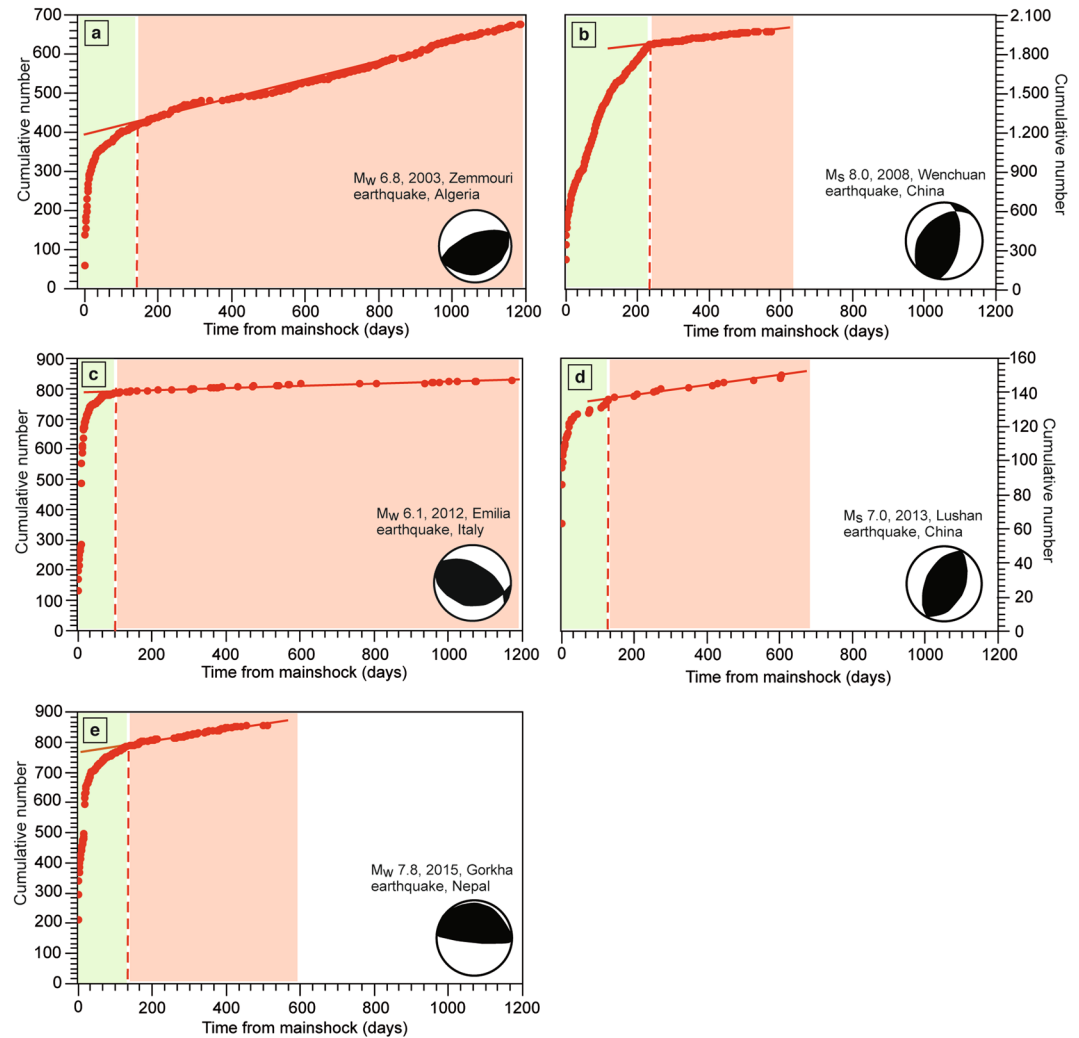 a
700
600
500
400
300
200
100
0
Cumulative number
0 200 400 600 800 1000 1200
Time from mainshock (days)
MW 6.8, 2003, Zemmouri
earthquake, Algeria
b
2.100
1.800
1.500
1.200
900
600
300
0
Cumulative number
0 200 400 600 800 1000 1200
Time from mainshock (days)
MS 8.0, 2008, Wenchuan
earthquake, China
c
900
800
700
600
500
400
300
200
100
0
Cumulative number
0 200 400 600 800 1000 1200
Time from mainshock (days)
MW 6.1, 2012, Emilia
earthquake, Italy
d
160
140
120
100
80
60
40
20
0
Cumulative number
0 200 400 600 800 1000 1200
Time from mainshock (days)
MS 7.0, 2013, Lushan
earthquake, China
e
900
800
700
600
500
400
300
200
100
0
Cumulative number
0 200 400 600 800 1000 1200
Time from mainshock (days)
MW 7.8, 2015, Gorkha
earthquake, Nepal